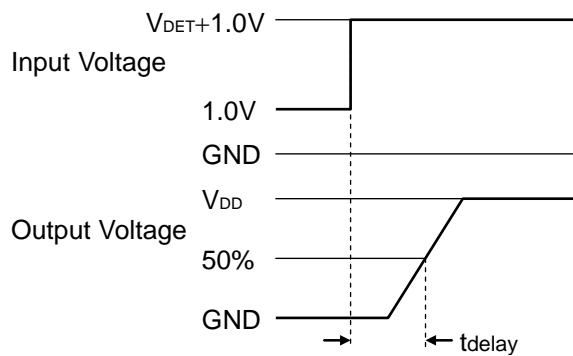 VDET+1.0V
Input Voltage
1.0V
GND
VDD
Output Voltage
50%
GND
tdelay